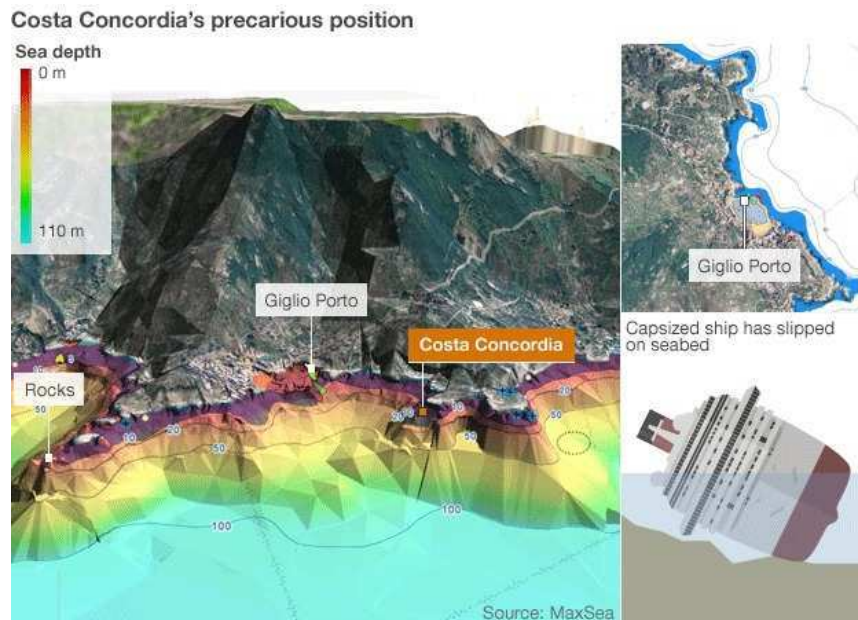 Costa Concordia's precarious position
Sea depth
0 m
110 m
Giglio Porto
Costa Concordia
Rocks
10
20
50
100
50
20
10
50
20
50
100
Source: MaxSea
Giglio Porto
Capsized ship has slipped
on seabed